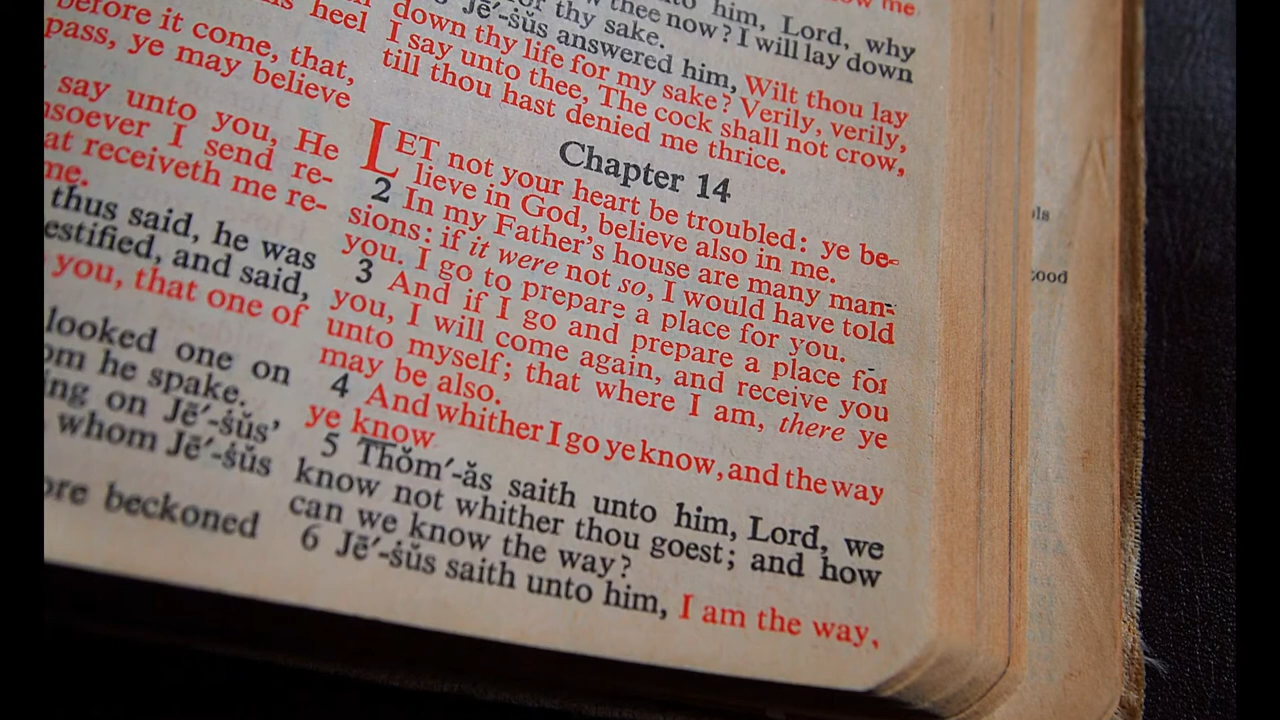 before it come, that,
pass, ye may believe
say unto you, He
I send re-
at receiveth me re-
me.
thus said, he was
estified, and said,
you, that one of
looked one on
om he spake.
ing on Jē′-ṡŭs’
whom Jē′-ṡŭs
ore beckoned
him, Lord, why
thee now? I will lay down
thy sake.
Jē′-ṡŭs answered him, Wilt thou lay
down thy life for my sake? Verily, verily,
I say unto thee, The cock shall not crow,
till thou hast denied me thrice.
Chapter 14
LET not your heart be troubled: ye be-
lieve in God, believe also in me.
2 In my Father’s house are many man-
sions: if it were not so, I would have told
you. I go to prepare a place for you.
3 And if I go and prepare a place for
you, I will come again, and receive you
unto myself; that where I am, there ye
may be also.
4 And whither I go ye know, and the way
ye know
5 Thŏm′-ăs saith unto him, Lord, we
know not whither thou goest; and how
can we know the way?
6 Jē′-ṡŭs saith unto him, I am the way,